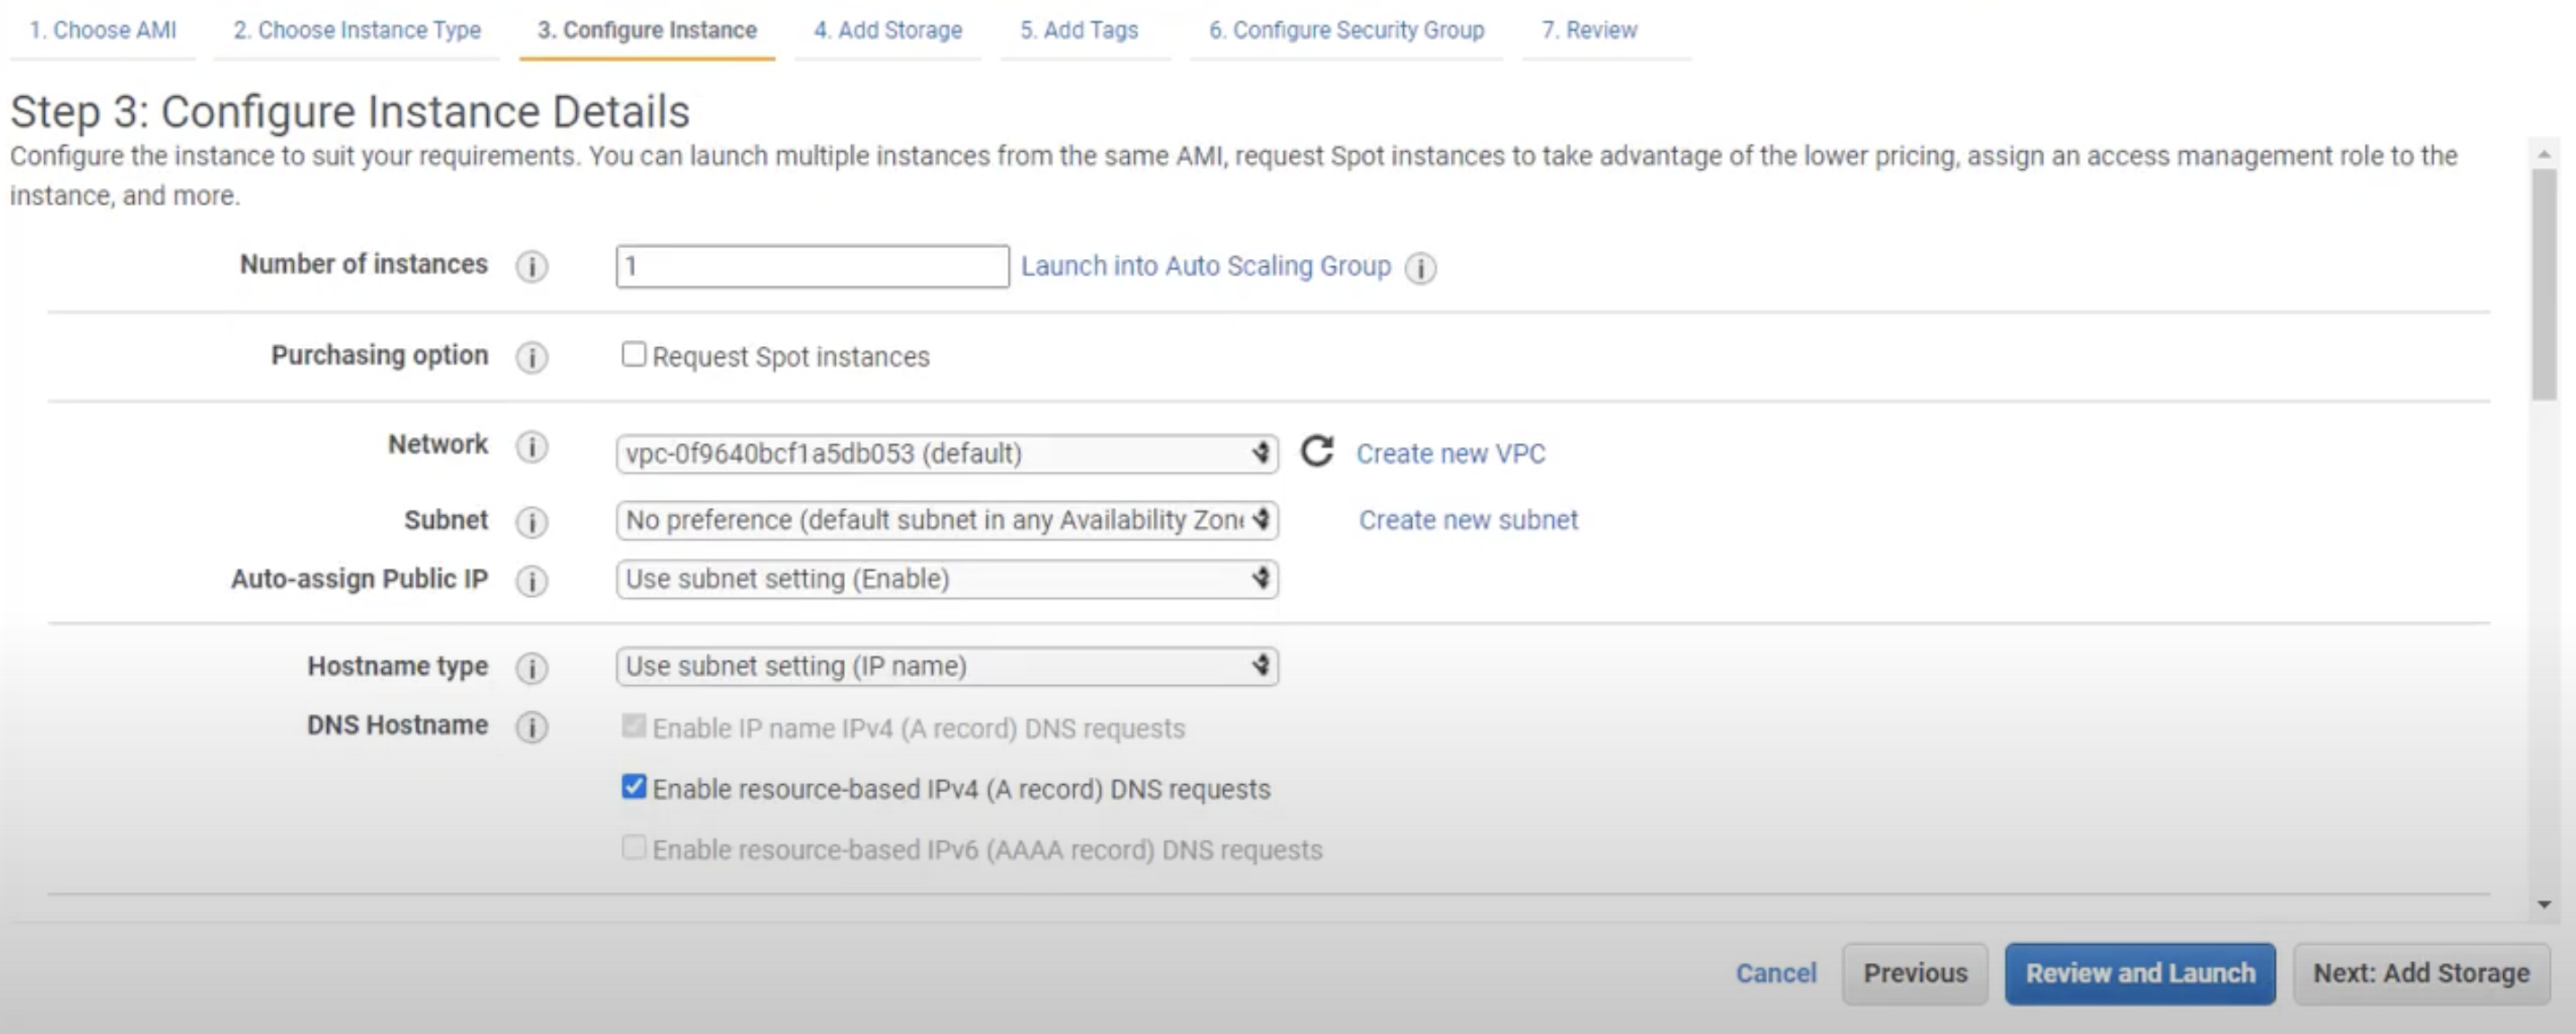 1. Choose AMI 2. Choose Instance Type 3. Configure Instance 4. Add Storage 5. Add Tags 6. Configure Security Group 7. Review
Step 3: Configure Instance Details
Configure the instance to suit your requirements. You can launch multiple instances from the same AMI, request Spot instances to take advantage of the lower pricing, assign an access management role to the
instance, and more.
Number of instances i 1 Launch into Auto Scaling Group i
Purchasing option i Request Spot instances
Network i vpc-0f9640bcf1a5db053 (default) Create new VPC
Subnet i No preference (default subnet in any Availability Zone Create new subnet
Auto-assign Public IP i Use subnet setting (Enable)
Hostname type i Use subnet setting (IP name)
DNS Hostname i Enable IP name IPv4 (A record) DNS requests
Enable resource-based IPv4 (A record) DNS requests
Enable resource-based IPv6 (AAAA record) DNS requests
Cancel Previous Review and Launch Next: Add Storage